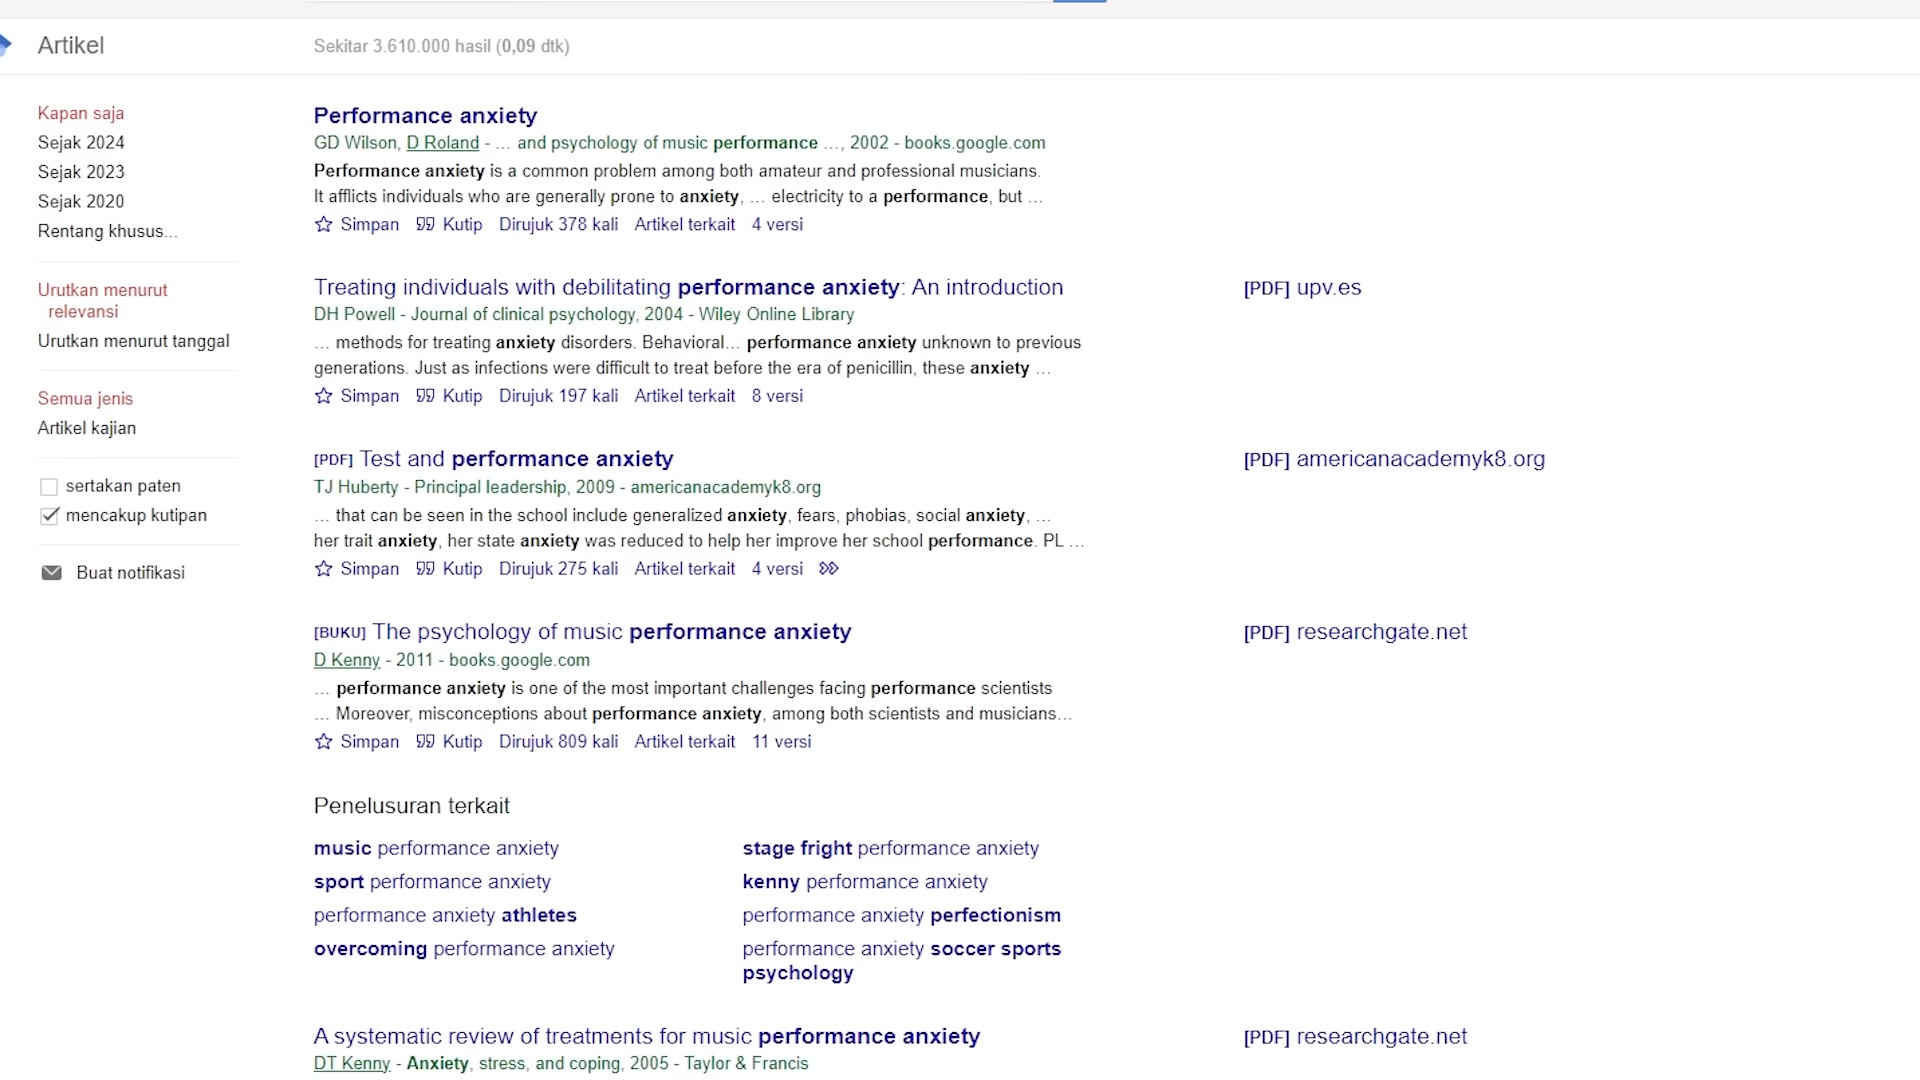 Artikel
Sekitar 3.610.000 hasil (0,09 dtk)
Kapan saja
Sejak 2024
Sejak 2023
Sejak 2020
Rentang khusus...
Urutkan menurut
relevansi
Urutkan menurut tanggal
Semua jenis
Artikel kajian
sertakan paten
mencakup kutipan
Buat notifikasi
Performance anxiety
GD Wilson, D Roland - … and psychology of music performance …, 2002 - books.google.com
Performance anxiety is a common problem among both amateur and professional musicians.
It afflicts individuals who are generally prone to anxiety, … electricity to a performance, but …
Simpan Kutip Dirujuk 378 kali Artikel terkait 4 versi
Treating individuals with debilitating performance anxiety: An introduction
[PDF] upv.es
DH Powell - Journal of clinical psychology, 2004 - Wiley Online Library
… methods for treating anxiety disorders. Behavioral… performance anxiety unknown to previous
generations. Just as infections were difficult to treat before the era of penicillin, these anxiety …
Simpan Kutip Dirujuk 197 kali Artikel terkait 8 versi
[PDF] Test and performance anxiety
[PDF] americanacademyk8.org
TJ Huberty - Principal leadership, 2009 - americanacademyk8.org
… that can be seen in the school include generalized anxiety, fears, phobias, social anxiety, …
her trait anxiety, her state anxiety was reduced to help her improve her school performance. PL …
Simpan Kutip Dirujuk 275 kali Artikel terkait 4 versi
[BUKU] The psychology of music performance anxiety
[PDF] researchgate.net
D Kenny - 2011 - books.google.com
… performance anxiety is one of the most important challenges facing performance scientists
… Moreover, misconceptions about performance anxiety, among both scientists and musicians…
Simpan Kutip Dirujuk 809 kali Artikel terkait 11 versi
Penelusuran terkait
music performance anxiety
stage fright performance anxiety
sport performance anxiety
kenny performance anxiety
performance anxiety athletes
performance anxiety perfectionism
overcoming performance anxiety
performance anxiety soccer sports
psychology
A systematic review of treatments for music performance anxiety
[PDF] researchgate.net
DT Kenny - Anxiety, stress, and coping, 2005 - Taylor & Francis